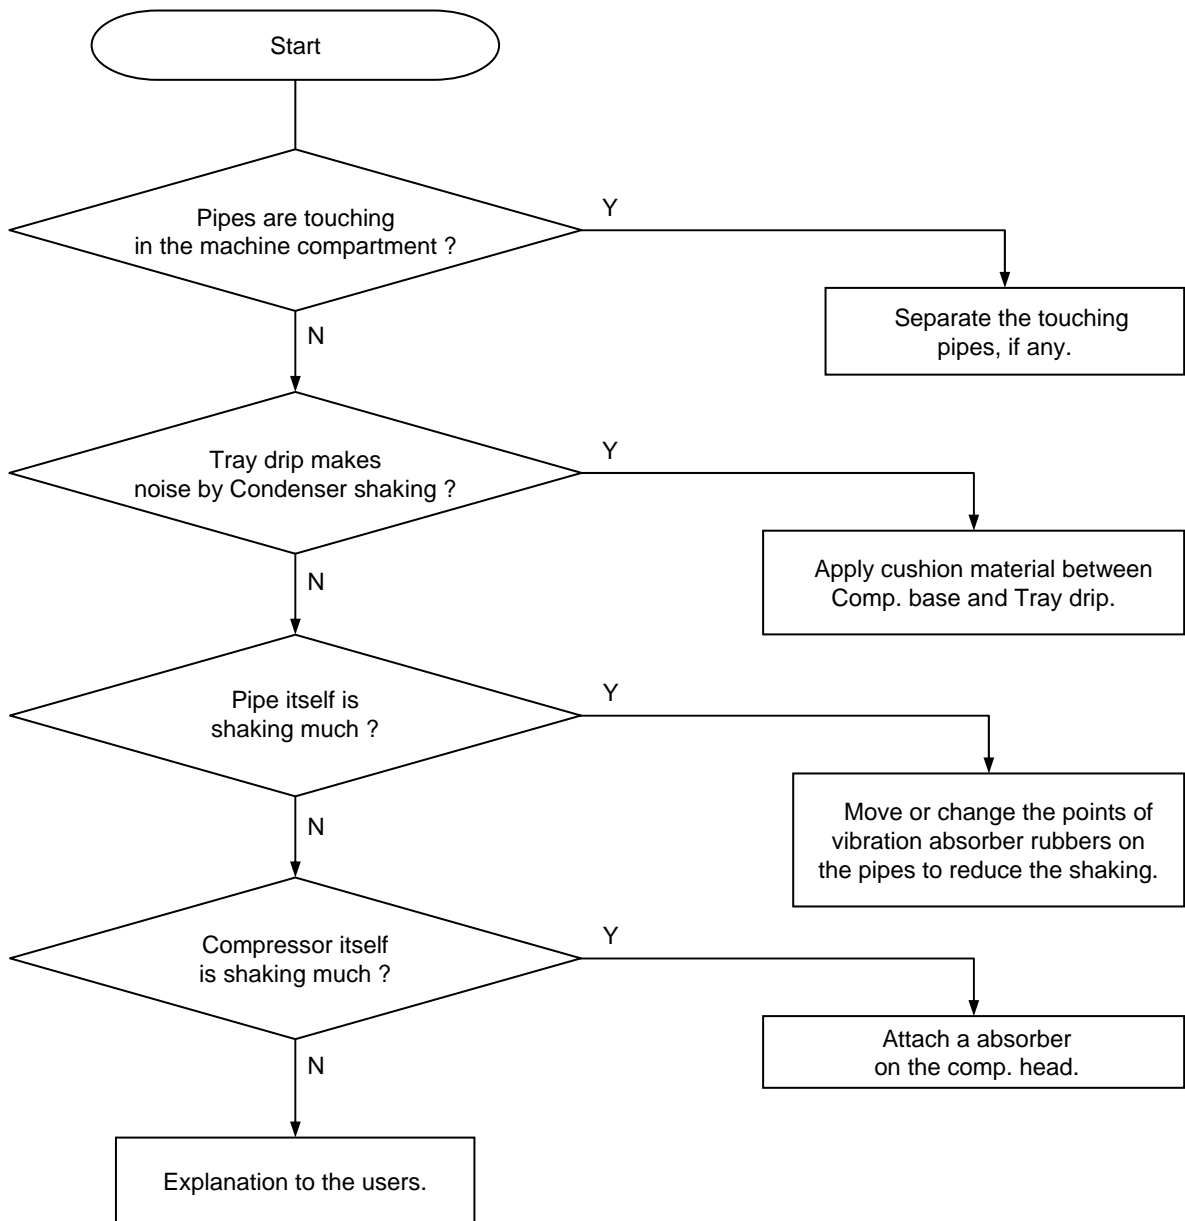 Start
Pipes are touching
in the machine compartment ?
Y
Separate the touching
pipes, if any.
N
Tray drip makes
noise by Condenser shaking ?
Y
Apply cushion material between
Comp. base and Tray drip.
N
Pipe itself is
shaking much ?
Y
Move or change the points of
vibration absorber rubbers on
the pipes to reduce the shaking.
N
Compressor itself
is shaking much ?
Y
Attach a absorber
on the comp. head.
N
Explanation to the users.